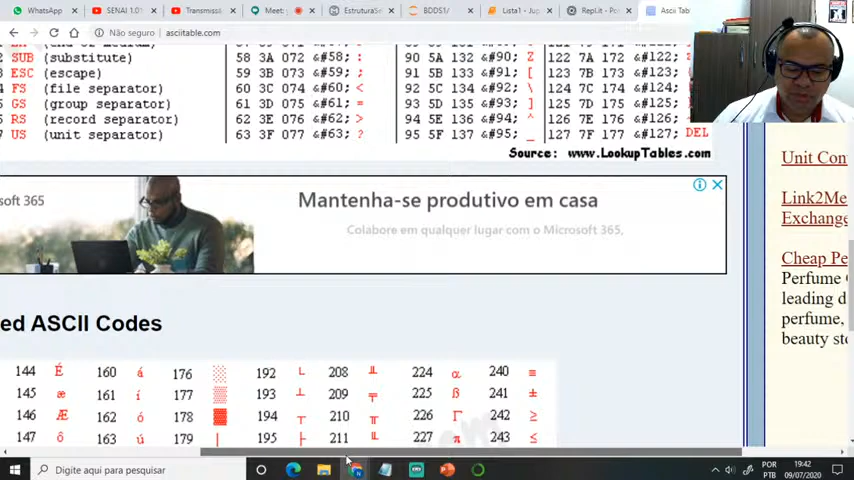 WhatsApp
SENAI 1.01
Transmissã
Meet:
EstruturaSe
BDDS1/
Lista1 - Jup
RepLit - Ru
Ascii Tab
Não seguro | asciitable.com
SUB (substitute)
58 3A 072 &#58; :
90 5A 132 &#90; Z
122 7A 172 &#122;
ESC (escape)
59 3B 073 &#59; ;
91 5B 133 &#91; [
123 7B 173 &#123;
FS (file separator)
60 3C 074 &#60; <
92 5C 134 &#92; \
124 7C 174 &#124;
GS (group separator)
61 3D 075 &#61; =
93 5D 135 &#93; ]
125 7D 175 &#125;
RS (record separator)
62 3E 076 &#62; >
94 5E 136 &#94; ^
126 7E 176 &#126;
US (unit separator)
63 3F 077 &#63; ?
95 5F 137 &#95; _
127 7F 177 &#127; DEL
Source: www.LookupTables.com
soft 365
Mantenha-se produtivo em casa
Colabore em qualquer lugar com o Microsoft 365,
Unit Con
Link2Me
Exchange
Cheap Pe
Perfume
leading d
perfume,
beauty sto
ed ASCII Codes
144 É 160 á 176 ░ 192 └ 208 ╨ 224 α 240 ≡
145 æ 161 í 177 ▒ 193 ┴ 209 ╤ 225 ß 241 ±
146 Æ 162 ó 178 ▓ 194 ┬ 210 ╥ 226 Γ 242 ≥
147 ô 163 ú 179 │ 195 ├ 211 ╙ 227 π 243 ≤
Digite aqui para pesquisar
POR
PTB
19:42
09/07/2020